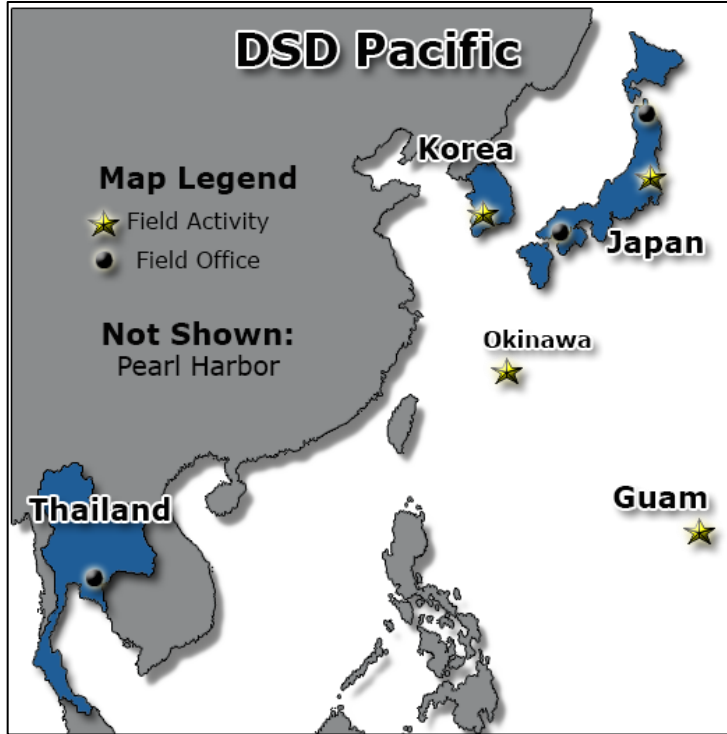 DSD Pacific
Korea
Map Legend
Field Activity
Field Office
Japan
Not Shown:
Pearl Harbor
Okinawa
Thailand
Guam